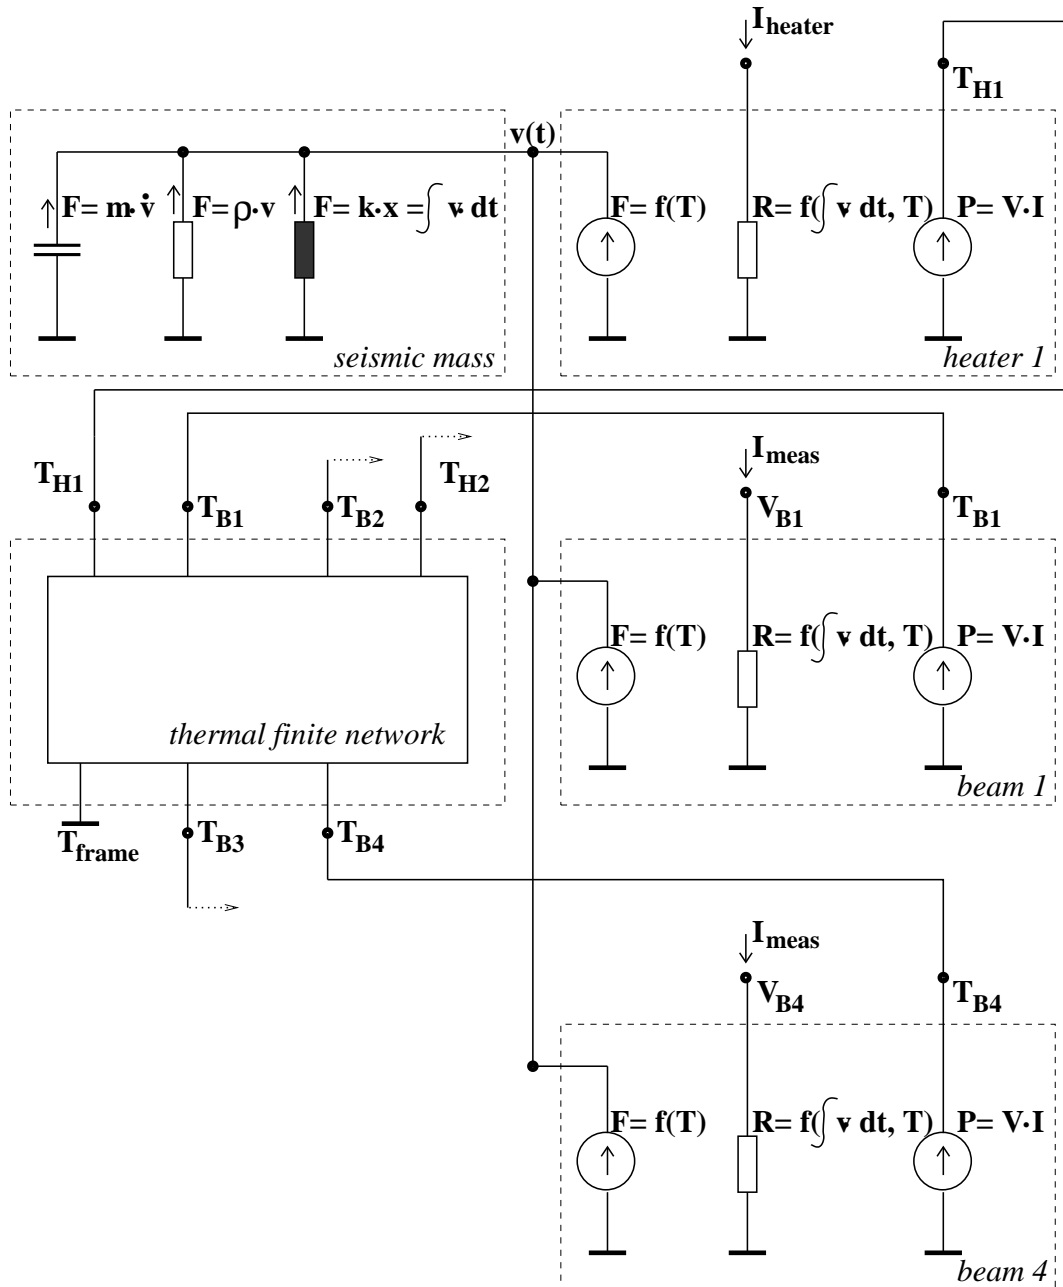 I_heater
T_H1
v(t)
F= m·v̇
F= ρ·v
F= k·x = ∫ v· dt
F= f(T)
R= f(∫ v· dt, T)
P= V·I
seismic mass
heater 1
T_H1
T_B1
T_B2
T_H2
I_meas
V_B1
T_B1
F= f(T)
R= f(∫ v· dt, T)
P= V·I
thermal finite network
beam 1
T_frame
T_B3
T_B4
I_meas
V_B4
T_B4
F= f(T)
R= f(∫ v· dt, T)
P= V·I
beam 4